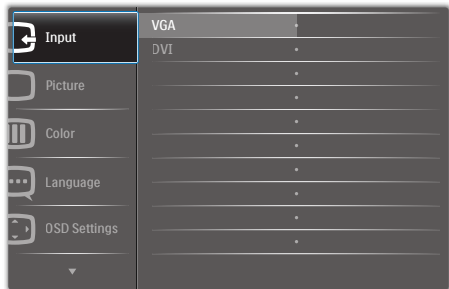 Input
VGA
DVI
Picture
Color
Language
OSD Settings